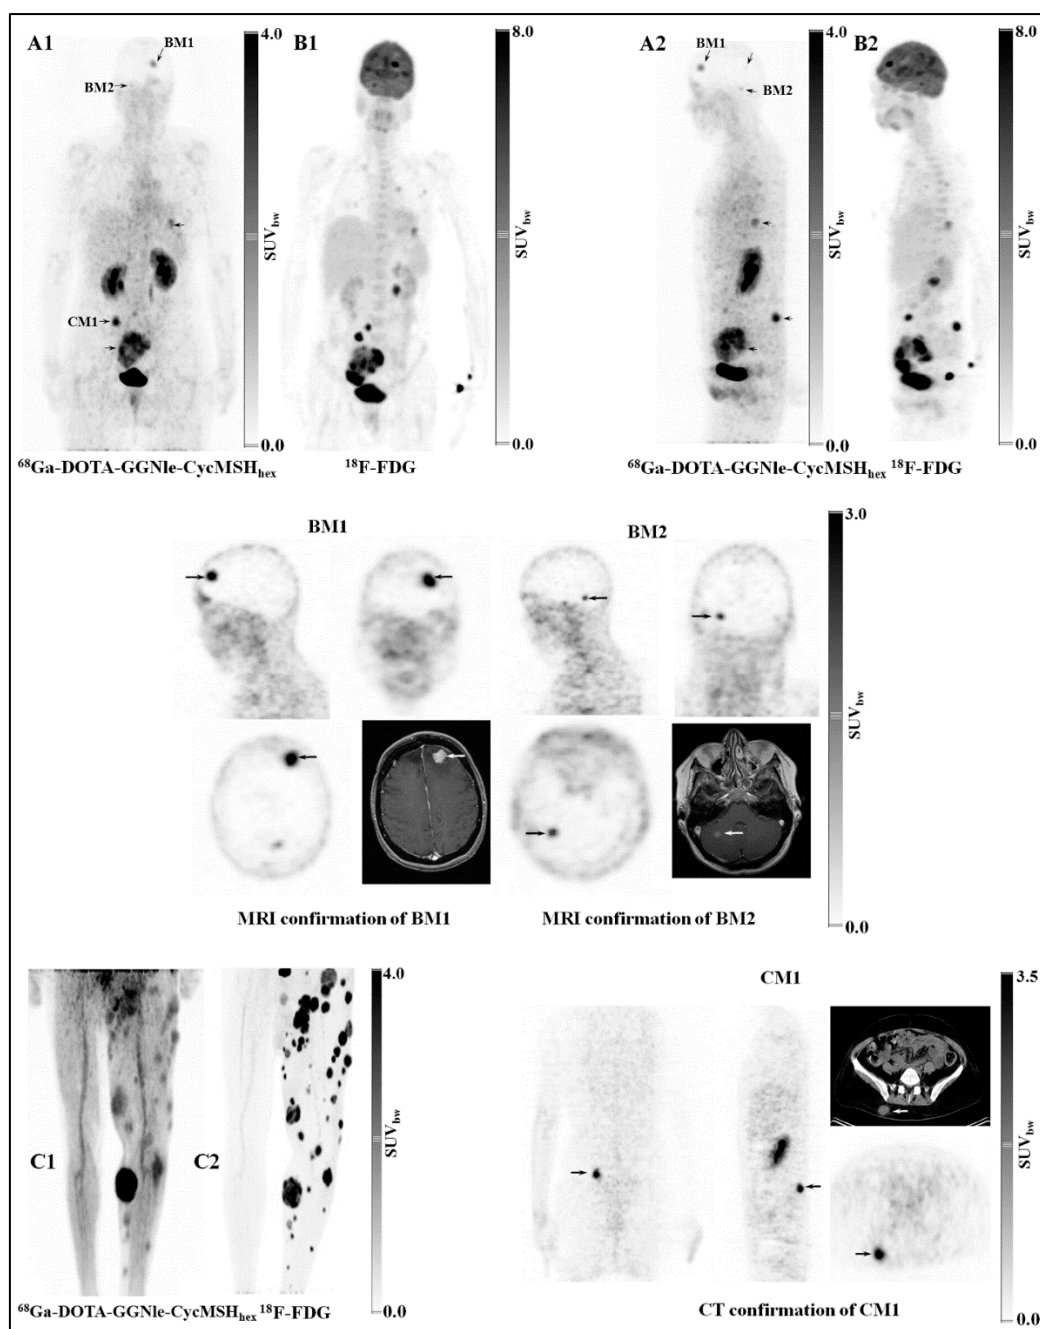 A1
BM1
BM2
CM1
4.0
SUVbw
0.0
B1
8.0
SUVbw
0.0
A2
BM1
BM2
4.0
SUVbw
0.0
B2
8.0
SUVbw
0.0
68Ga-DOTA-GGNle-CycMSHhex
18F-FDG
68Ga-DOTA-GGNle-CycMSHhex 18F-FDG
BM1
BM2
3.0
SUVbw
0.0
MRI confirmation of BM1
MRI confirmation of BM2
C1
C2
4.0
SUVbw
0.0
68Ga-DOTA-GGNle-CycMSHhex 18F-FDG
CM1
3.5
SUVbw
0.0
CT confirmation of CM1